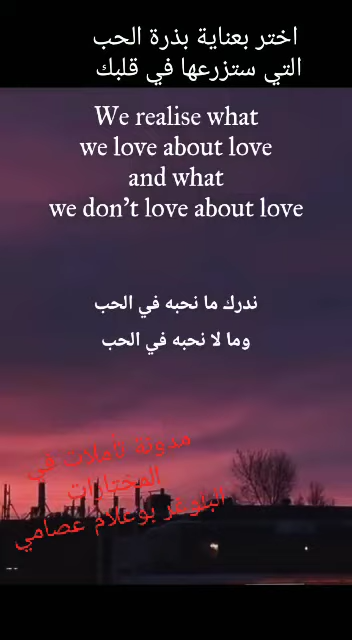 اختر بعناية بذرة الحب
التي ستزرعها في قلبك
We realise what
we love about love
and what
we don't love about love
ندرك ما نحبه في الحب
وما لا نحبه في الحب
مدونة تاملات في
المختارات
البلوغر بوعلام عصامي